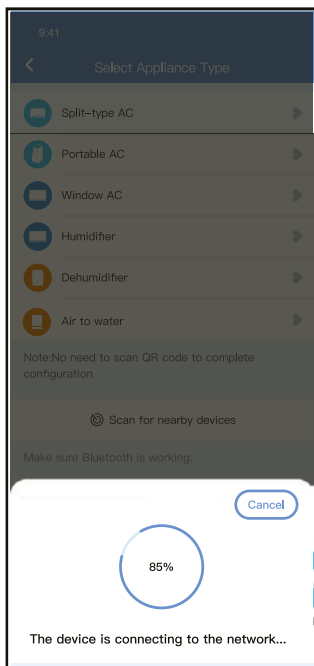 9:41
Select Appliance Type
Split-type AC
Portable AC
Window AC
Humidifier
Dehumidifier
Air to water
Note:No need to scan QR code to complete
configuration
Scan for nearby devices
Make sure Bluetooth is working.
Cancel
85%
The device is connecting to the network...